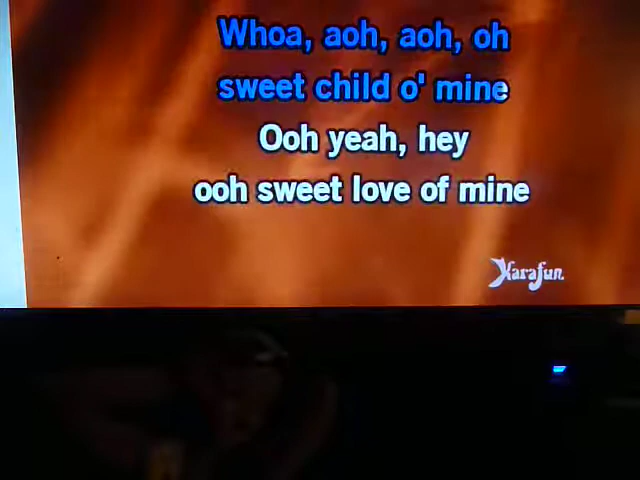 Whoa, aoh, aoh, oh
sweet child o' mine
Ooh yeah, hey
ooh sweet love of mine
Karafun